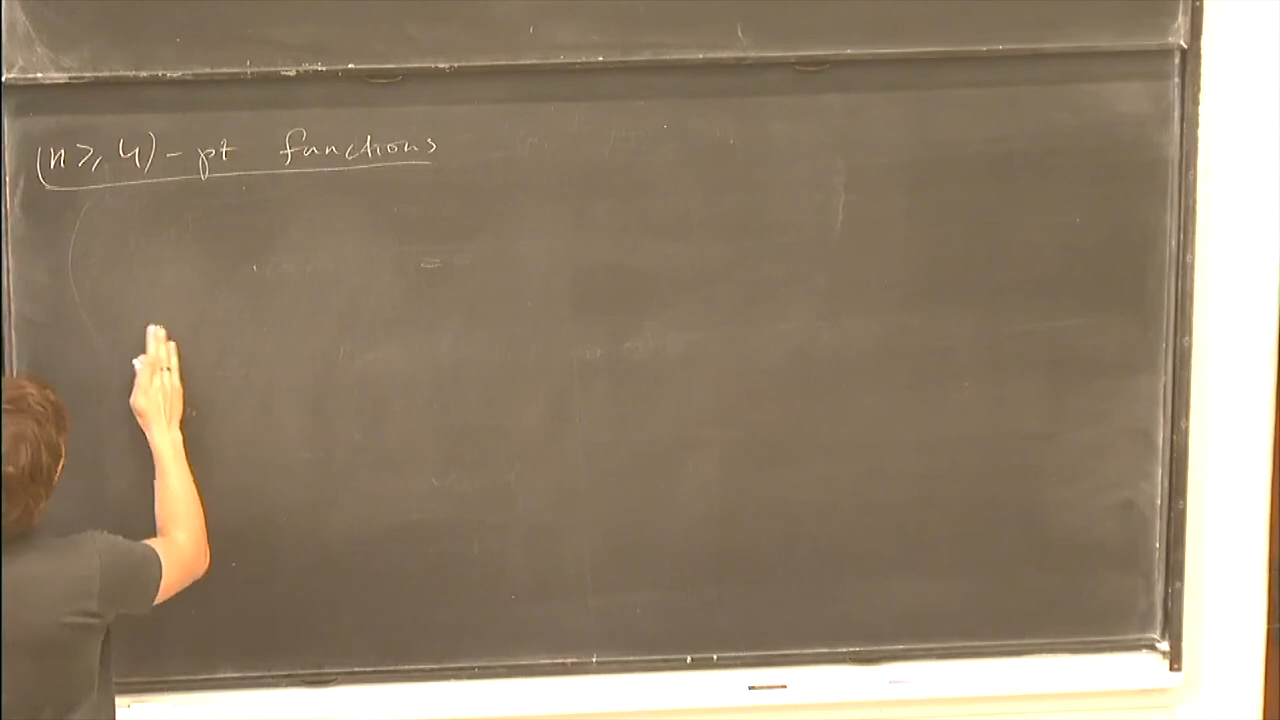 (n ≥ 4) - pt functions